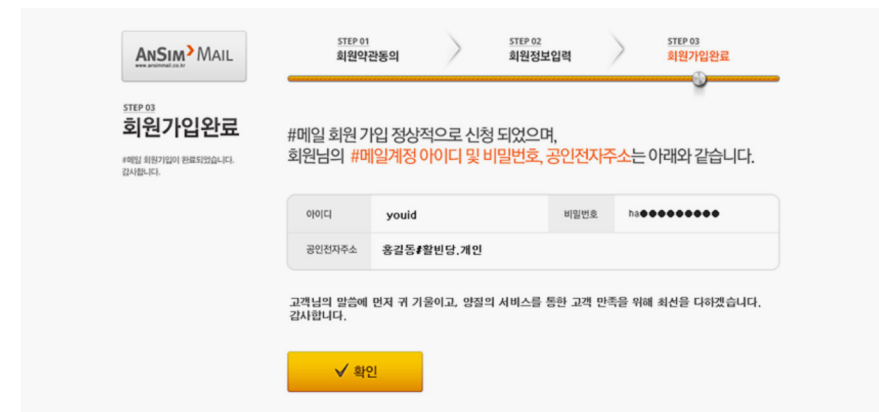 ANSIM MAIL
www.ansimmail.co.kr
STEP 01
회원약관동의
STEP 02
회원정보입력
STEP 03
회원가입완료
STEP 03
회원가입완료
#메일 회원가입이 완료되었습니다.
감사합니다.
#메일 회원 가입 정상적으로 신청 되었으며,
회원님의 #메일계정 아이디 및 비밀번호, 공인전자주소는 아래와 같습니다.
아이디 youid 비밀번호 ha●●●●●●●●●
공인전자주소 홍길동#활빈당.개인
고객님의 말씀에 먼저 귀 기울이고, 양질의 서비스를 통한 고객 만족을 위해 최선을 다하겠습니다.
감사합니다.
확인